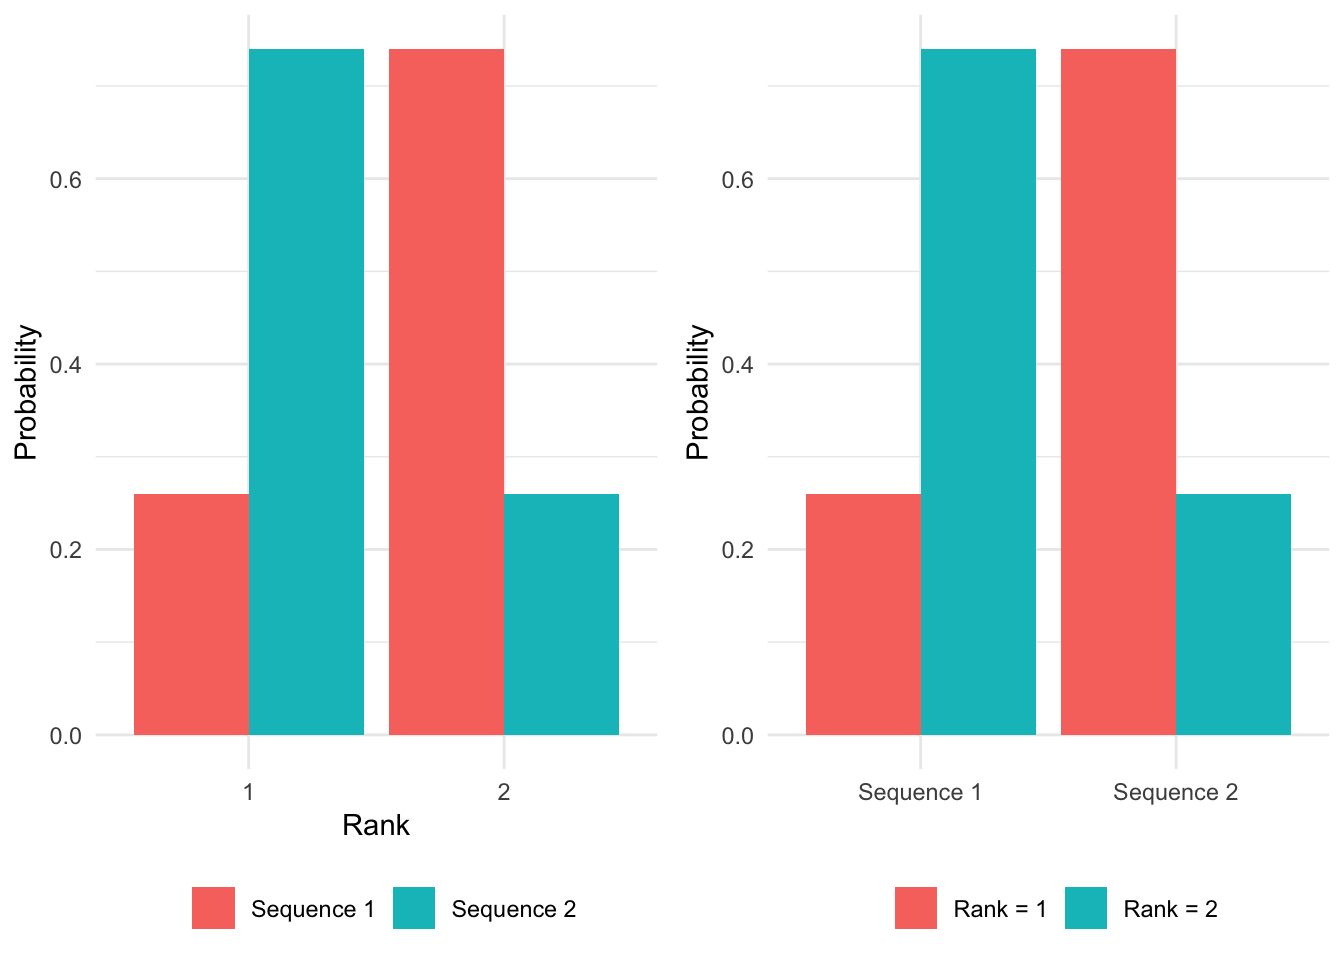 Probability
0.6
0.4
0.2
0.0
1 2
Rank
Sequence 1 Sequence 2
Probability
0.6
0.4
0.2
0.0
Sequence 1 Sequence 2
Rank = 1 Rank = 2